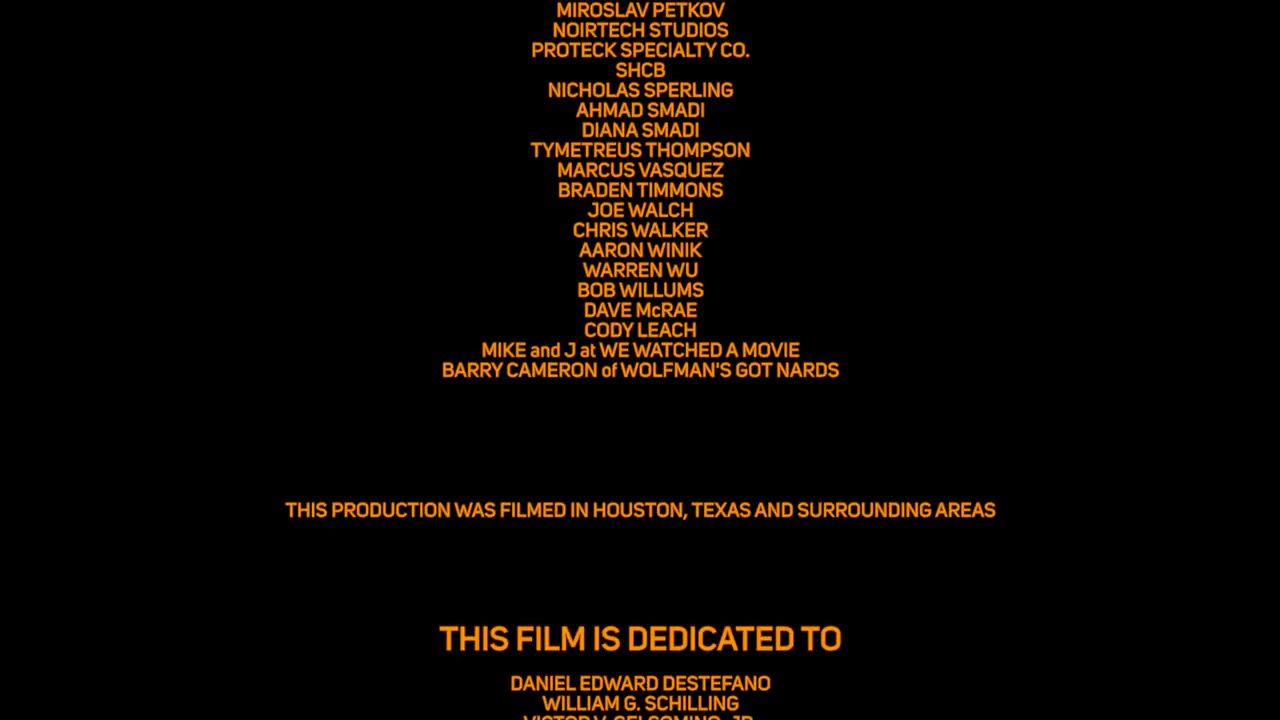 MIROSLAV PETKOV
NOIRTECH STUDIOS
PROTECK SPECIALTY CO.
SHCB
NICHOLAS SPERLING
AHMAD SMADI
DIANA SMADI
TYMETREUS THOMPSON
MARCUS VASQUEZ
BRADEN TIMMONS
JOE WALCH
CHRIS WALKER
AARON WINIK
WARREN WU
BOB WILLUMS
DAVE McRAE
CODY LEACH
MIKE and J at WE WATCHED A MOVIE
BARRY CAMERON of WOLFMAN'S GOT NARDS
THIS PRODUCTION WAS FILMED IN HOUSTON, TEXAS AND SURROUNDING AREAS
THIS FILM IS DEDICATED TO
DANIEL EDWARD DESTEFANO
WILLIAM G. SCHILLING